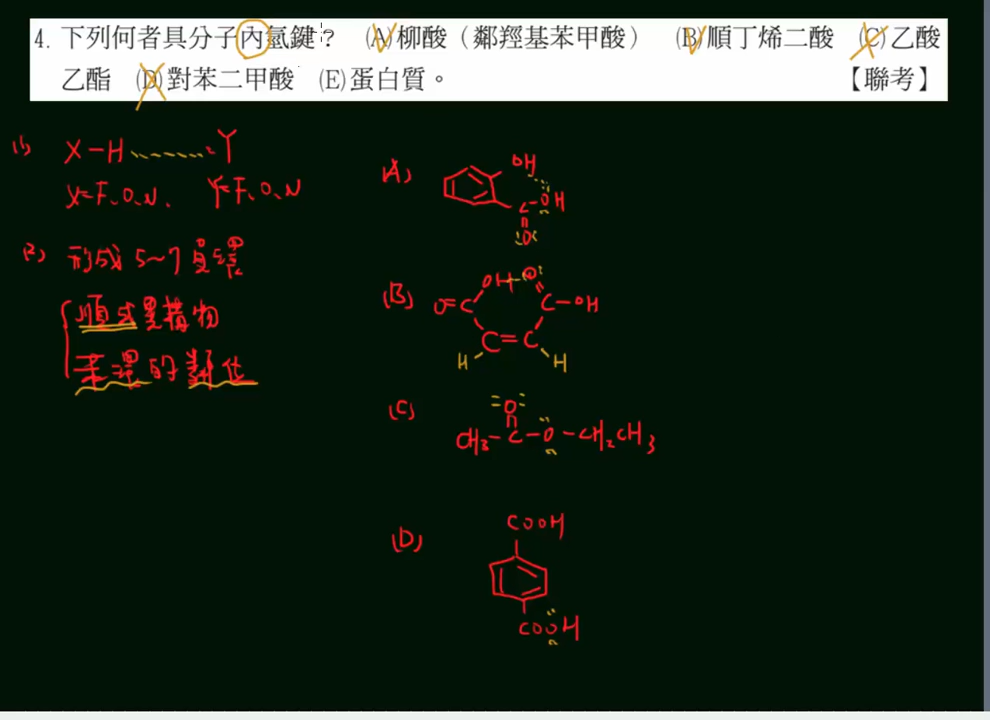 4. 下列何者具分子內氫鍵? (A)柳酸(鄰羥基苯甲酸) (B)順丁烯二酸 (C)乙酸
乙酯 (D)對苯二甲酸 (E)蛋白質。 【聯考】
(1) X-H………:Y
X=F、O、N、 Y=F、O、N
(2) 形成5~7員環
順式異構物
苯環的鄰位
(A) OH
C-OH
O
(B) O=C OH O C-OH
C=C
H H
(C) O
CH3-C-O-CH2CH3
(D) COOH
COOH